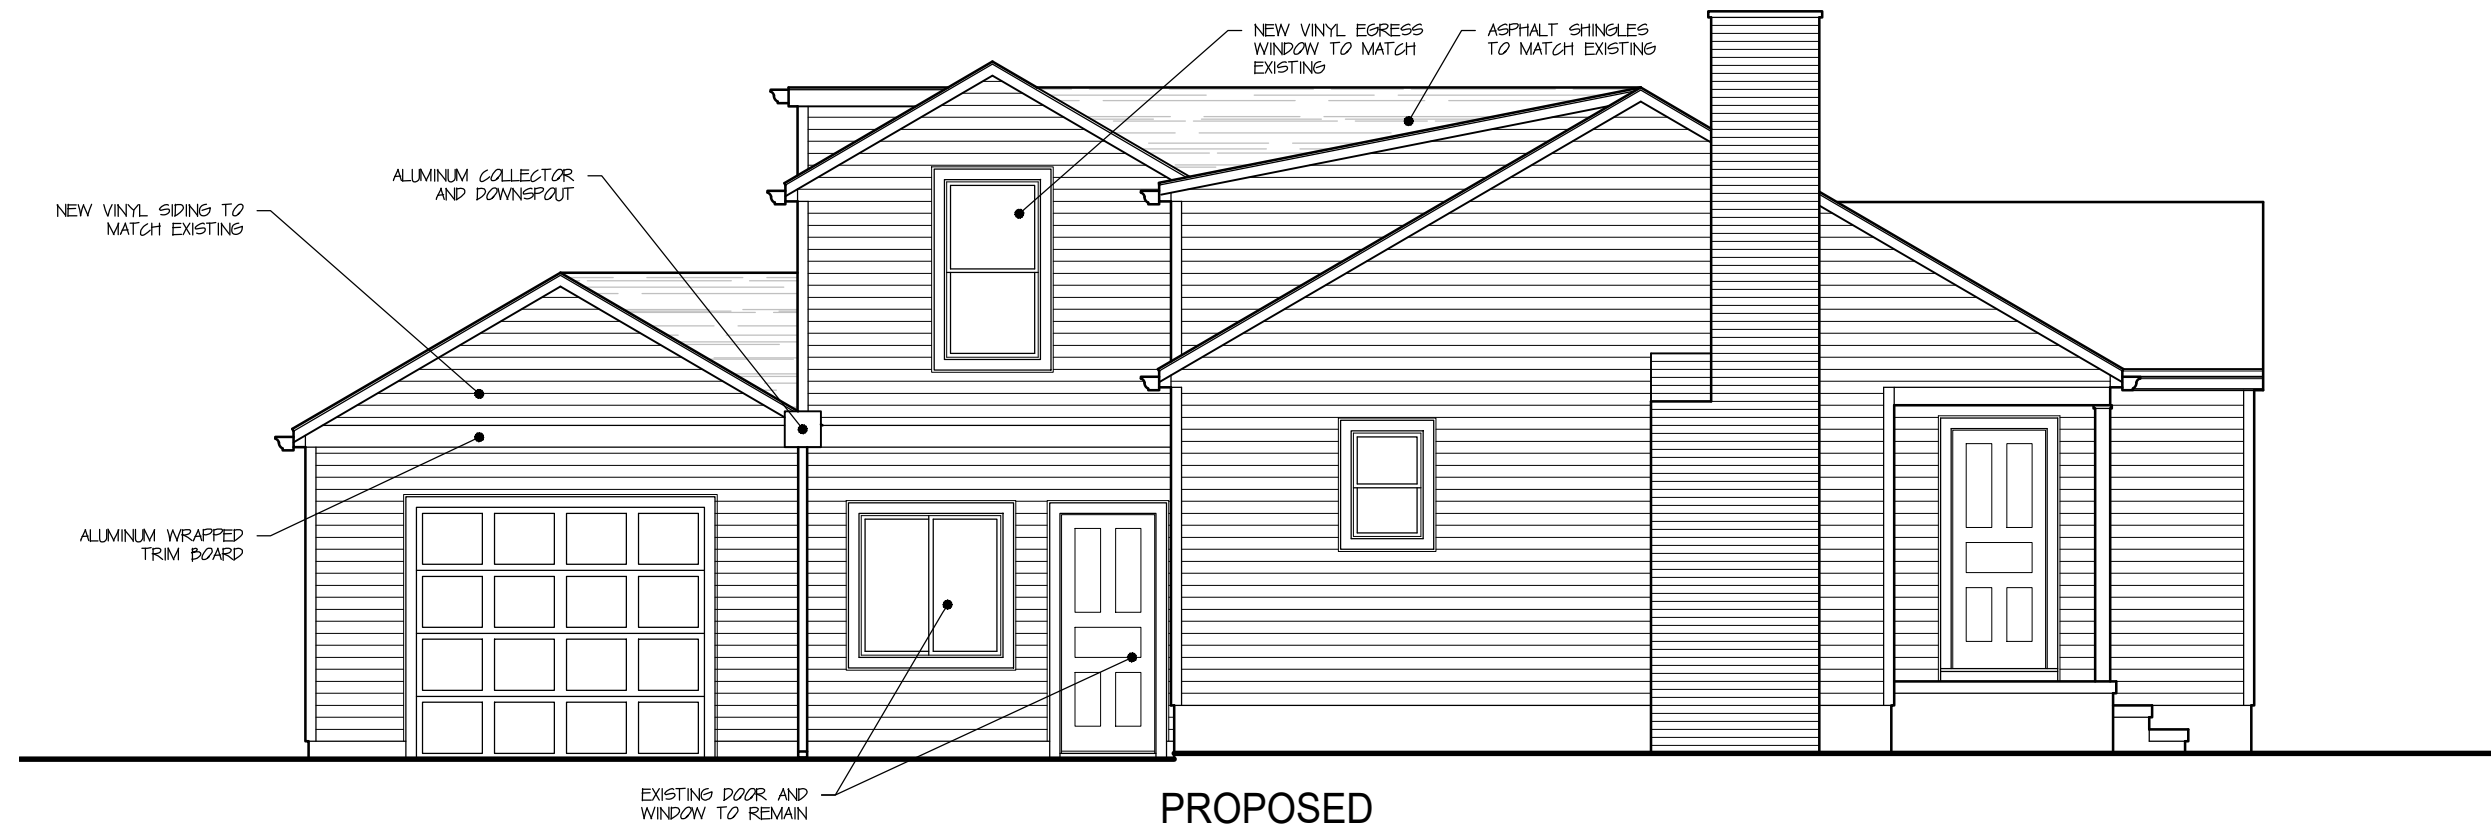 NEW VINYL EGRESS
WINDOW TO MATCH
EXISTING
ASPHALT SHINGLES
TO MATCH EXISTING
ALUMINUM COLLECTOR
AND DOWNSPOUT
NEW VINYL SIDING TO
MATCH EXISTING
ALUMINUM WRAPPED
TRIM BOARD
EXISTING DOOR AND
WINDOW TO REMAIN
PROPOSED